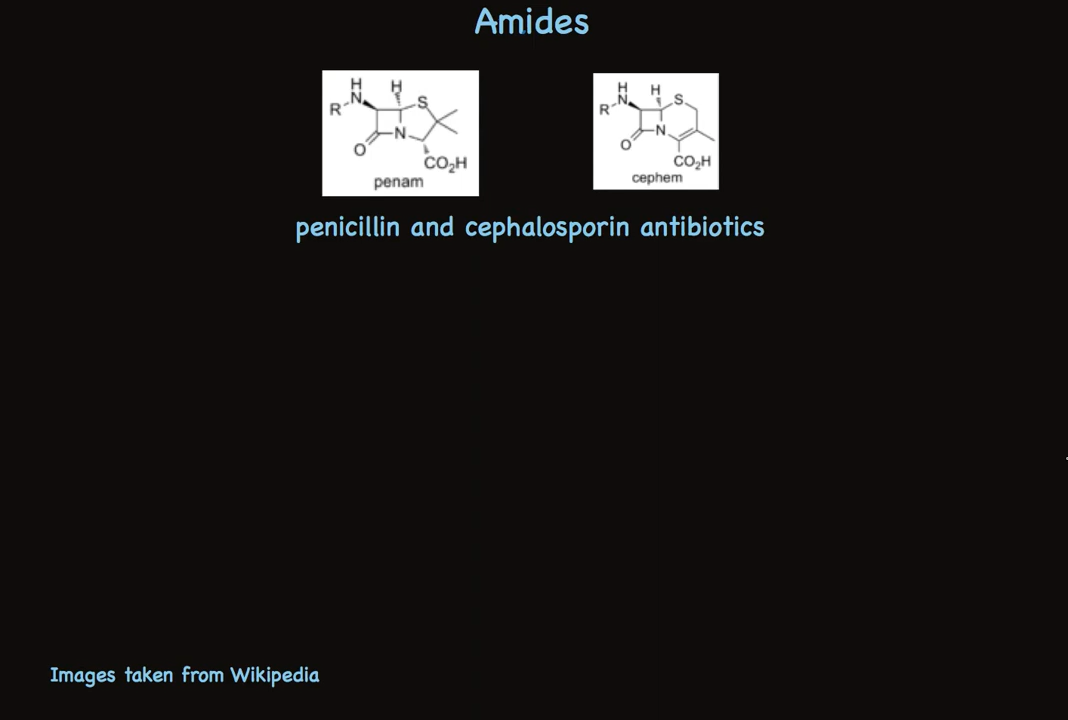 Amides
H
N
H
S
R
N
O
CO₂H
penam
H
N
H
S
R
N
O
CO₂H
cephem
penicillin and cephalosporin antibiotics
Images taken from Wikipedia